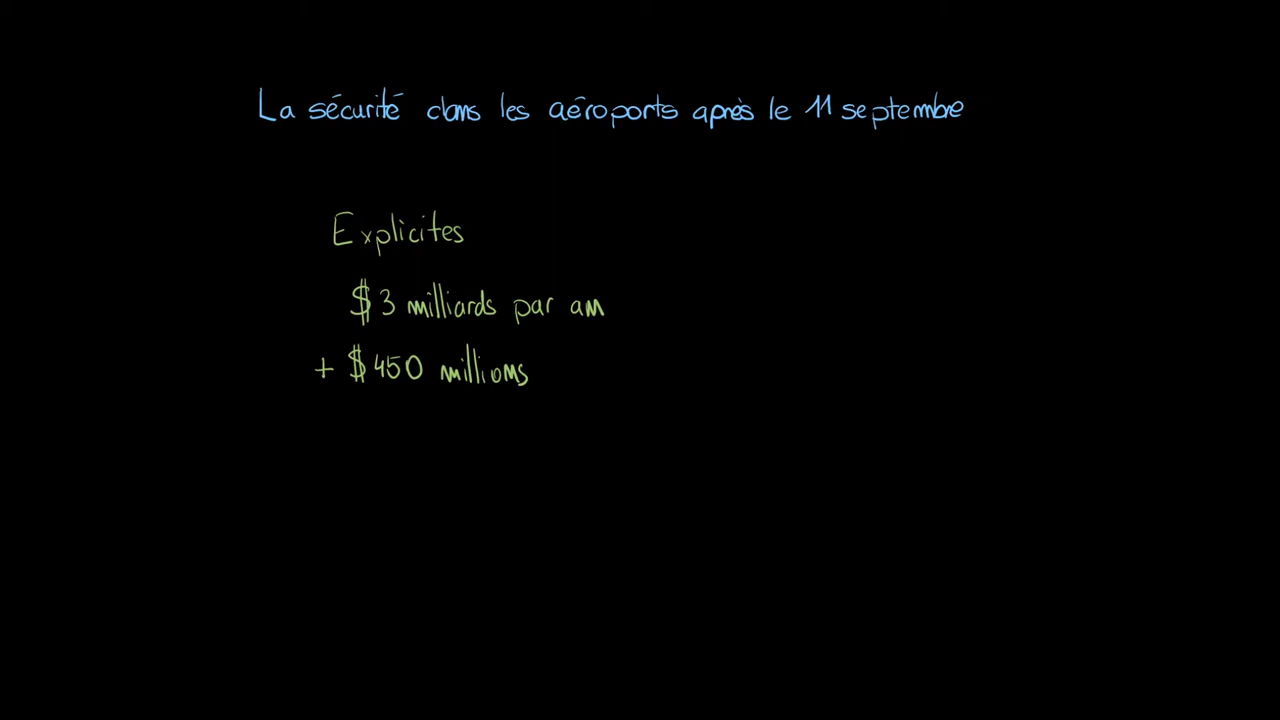 La sécurité dans les aéroports après le 11 septembre
Explicites
$3 milliards par an
+ $450 millions